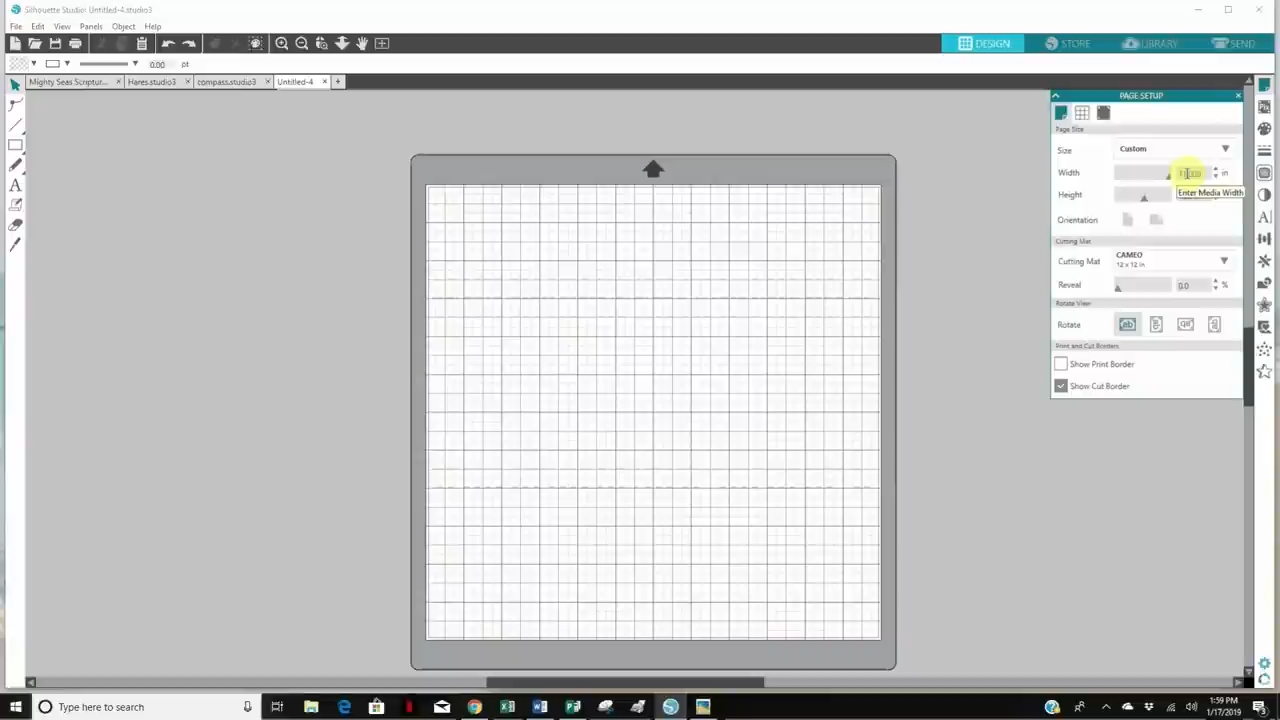 Silhouette Studio: Untitled-4.studio3
File Edit View Panels Object Help
DESIGN STORE LIBRARY SEND
0.00 pt
Mighty Seas Scriptur... × Hares.studio3 × compass.studio3 × Untitled-4 × +
PAGE SETUP
Page Size
Size Custom
Width in
Enter Media Width
Height
Orientation
Cutting Mat
CAMEO
Cutting Mat
12 x 12 in
Reveal 0.0 %
Rotate View
Rotate
Print and Cut Borders
Show Print Border
Show Cut Border
Type here to search
1:59 PM
1/17/2019